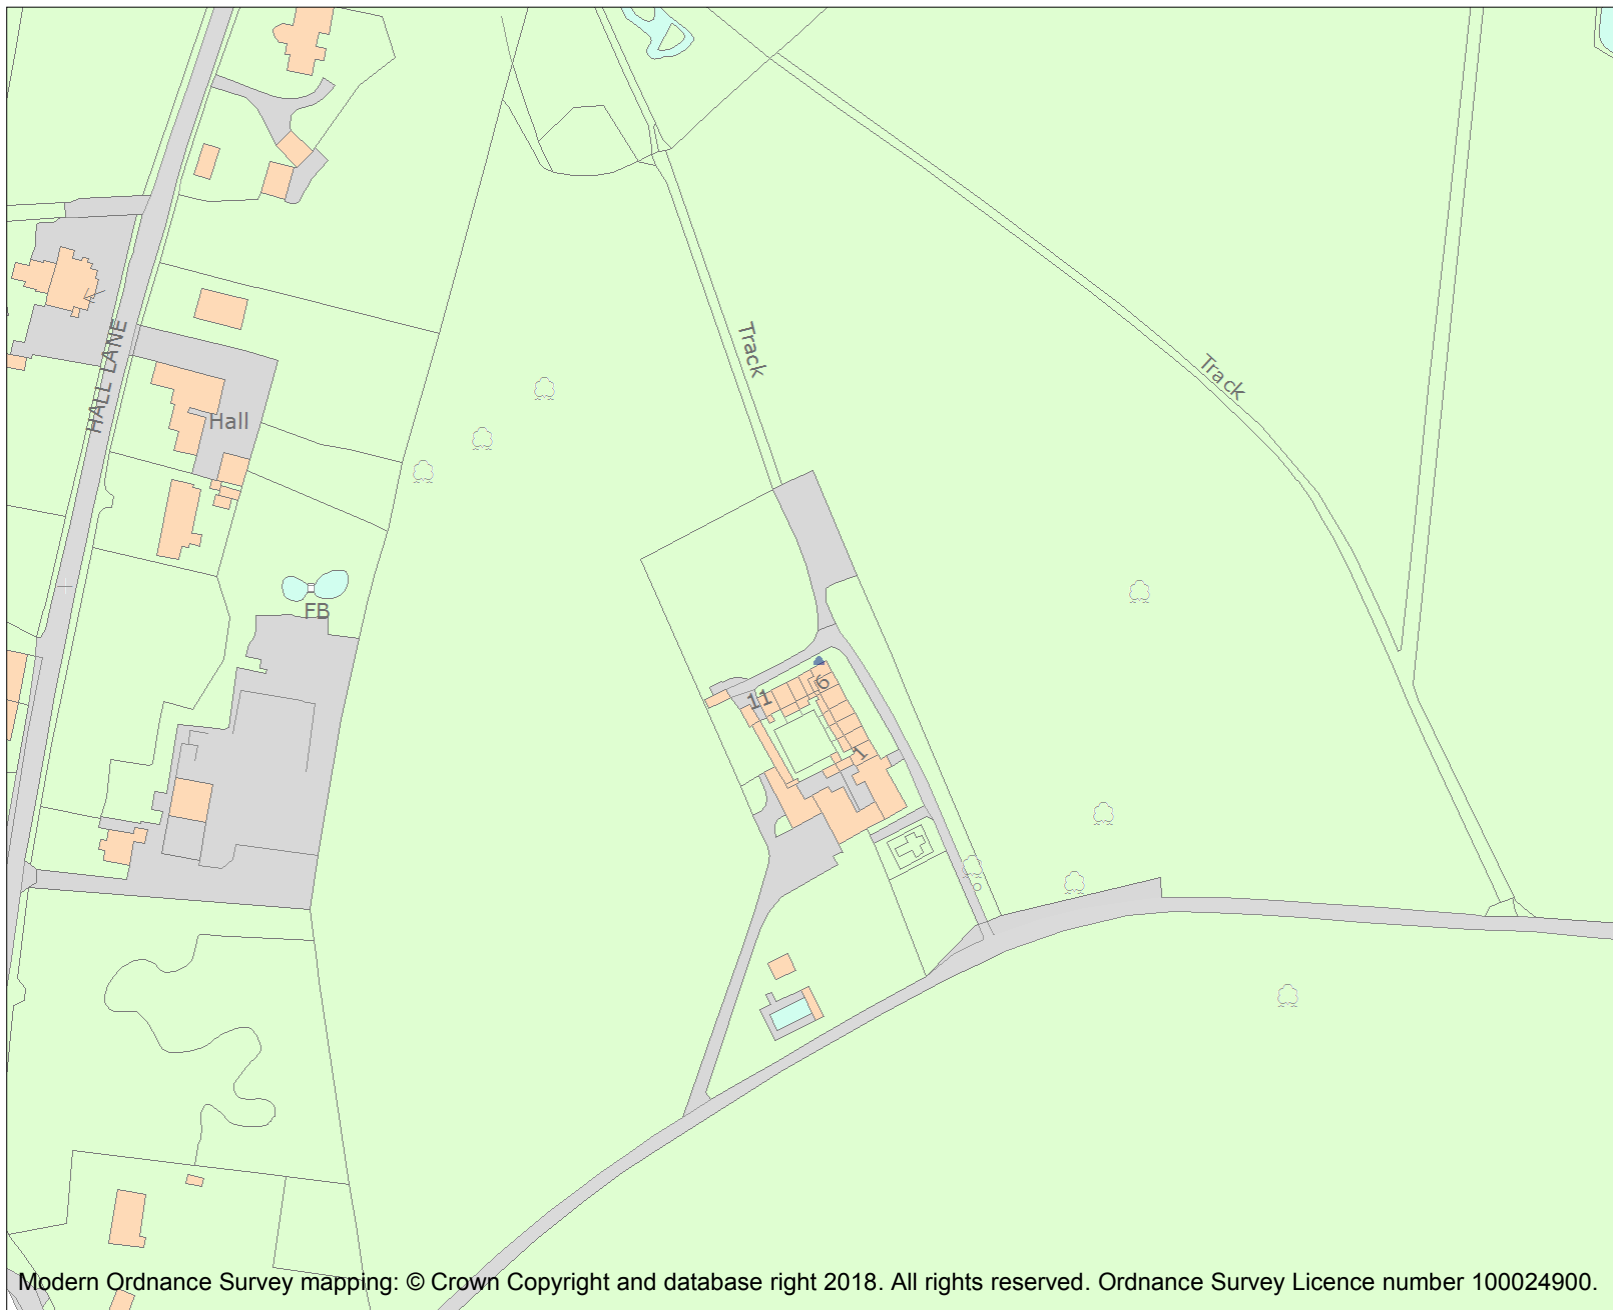 Track
HALL LANE
Track
Hall
FB
6
11
1
Modern Ordnance Survey mapping: © Crown Copyright and database right 2018. All rights reserved. Ordnance Survey Licence number 100024900.